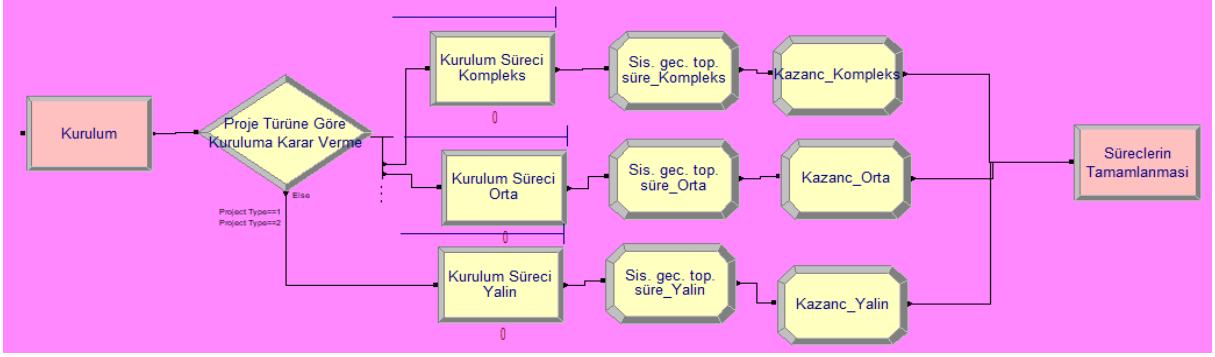 Kurulum
Proje Türüne Göre
Kuruluma Karar Verme
Else
Project Type==1
Project Type==2
Kurulum Süreci
Kompleks
0
Sis. gec. top.
süre_Kompleks
Kazanc_Kompleks
Kurulum Süreci
Orta
0
Sis. gec. top.
süre_Orta
Kazanc_Orta
Kurulum Süreci
Yalin
0
Sis. gec. top.
süre_Yalin
Kazanc_Yalin
Süreclerin
Tamamlanmasi